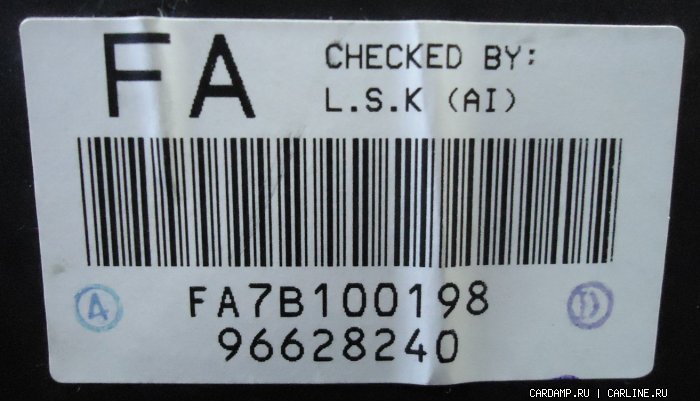 FA
CHECKED BY:
L.S.K (AI)
FA7B100198
96628240
A
D
CARDAMP.RU | CARLINE.RU